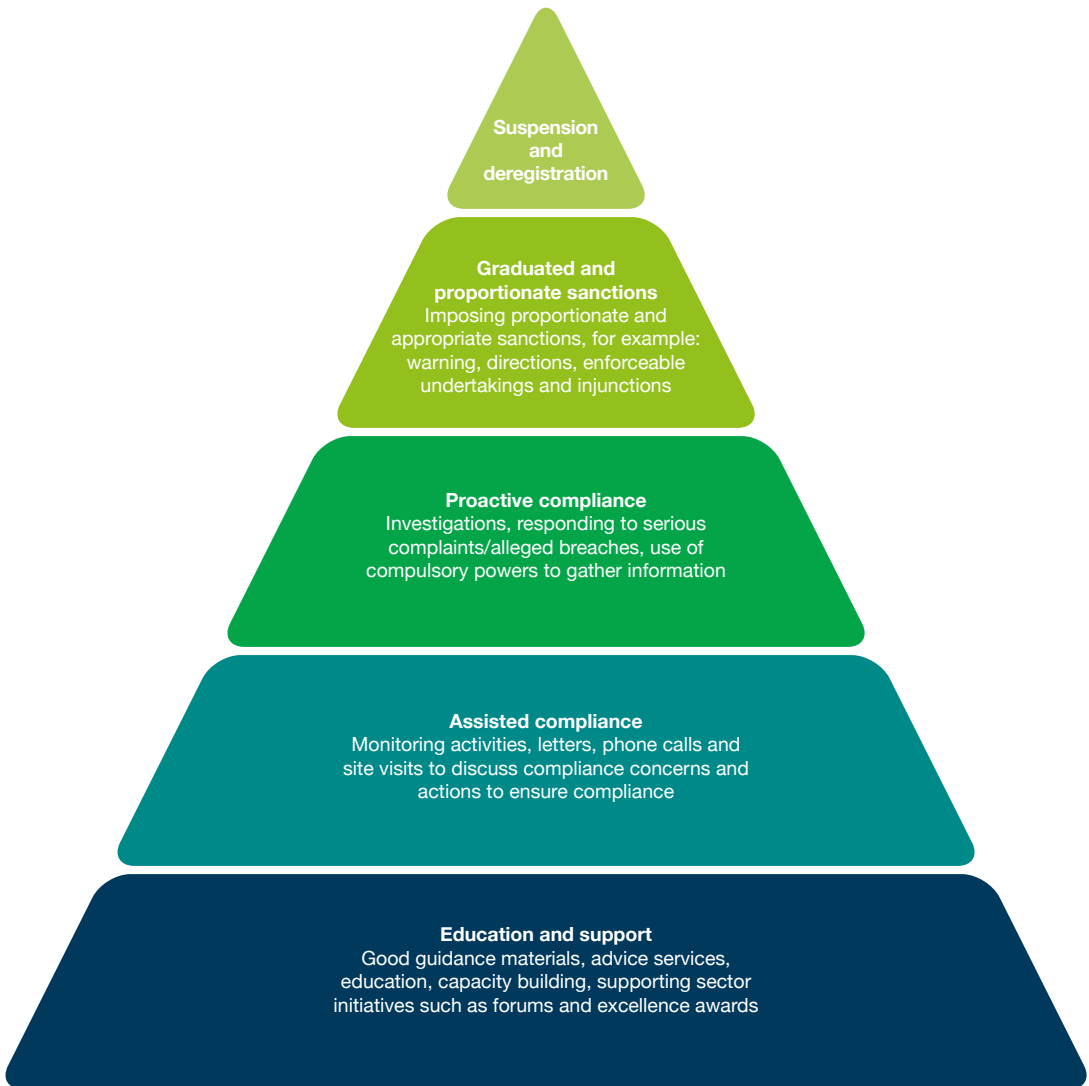 Suspension
and
deregistration
Graduated and
proportionate sanctions
Imposing proportionate and
appropriate sanctions, for example:
warning, directions, enforceable
undertakings and injunctions
Proactive compliance
Investigations, responding to serious
complaints/alleged breaches, use of
compulsory powers to gather information
Assisted compliance
Monitoring activities, letters, phone calls and
site visits to discuss compliance concerns and
actions to ensure compliance
Education and support
Good guidance materials, advice services,
education, capacity building, supporting sector
initiatives such as forums and excellence awards